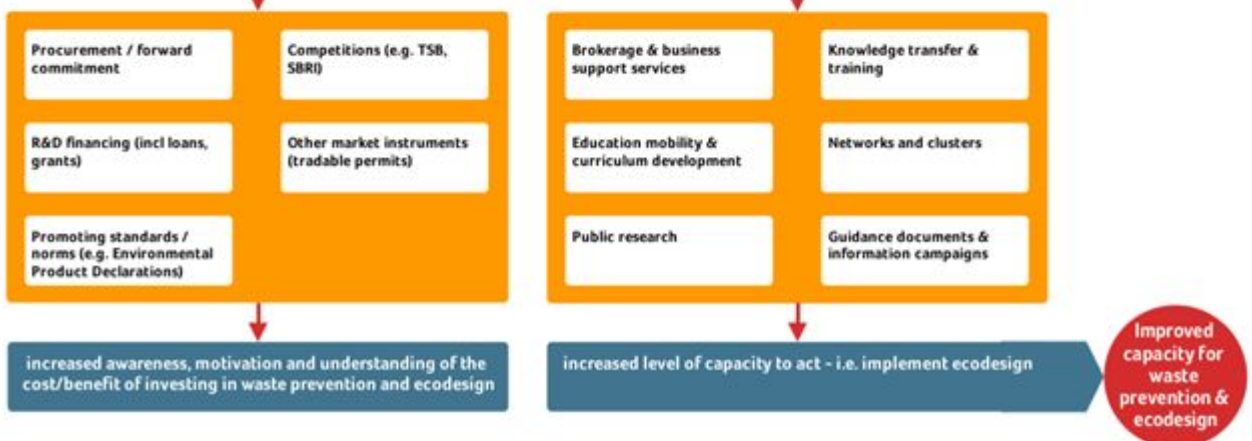 Procurement / forward
commitment
Competitions (e.g. TSB,
SBRI)
R&D financing (incl loans,
grants)
Other market instruments
(tradable permits)
Promoting standards /
norms (e.g. Environmental
Product Declarations)
Brokerage & business
support services
Knowledge transfer &
training
Education mobility &
curriculum development
Networks and clusters
Public research
Guidance documents &
information campaigns
increased awareness, motivation and understanding of the
cost/benefit of investing in waste prevention and ecodesign
increased level of capacity to act - i.e. implement ecodesign
Improved
capacity for
waste
prevention &
ecodesign